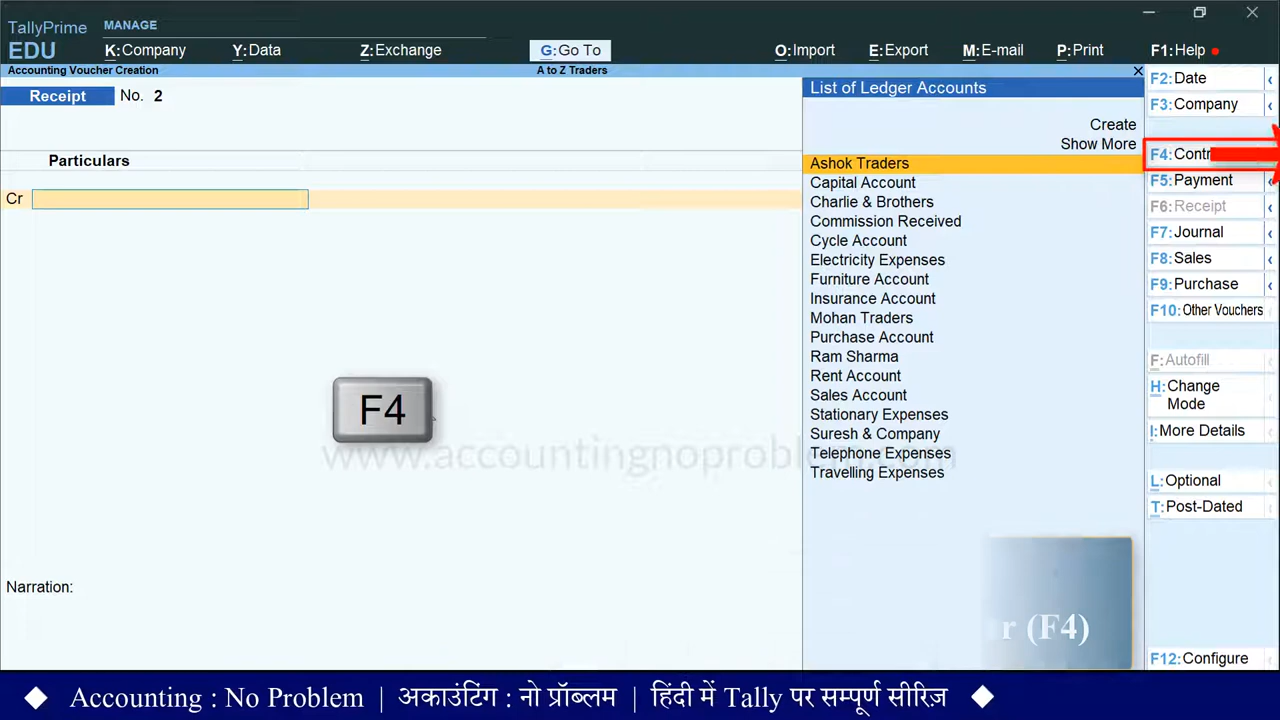 TallyPrime
EDU
MANAGE
K:Company
Y:Data
Z:Exchange
G:Go To
O:Import
E:Export
M:E-mail
P:Print
F1:Help
Accounting Voucher Creation
A to Z Traders
Receipt No. 2
Particulars
Cr
F4
www.accountingnoproblem.com
Narration:
List of Ledger Accounts
Create
Show More
Ashok Traders
Capital Account
Charlie & Brothers
Commission Received
Cycle Account
Electricity Expenses
Furniture Account
Insurance Account
Mohan Traders
Purchase Account
Ram Sharma
Rent Account
Sales Account
Stationary Expenses
Suresh & Company
Telephone Expenses
Travelling Expenses
(F4)
F2:Date
F3:Company
F4:
F5:Payment
F6:Receipt
F7:Journal
F8:Sales
F9:Purchase
F10:Other Vouchers
F:Autofill
H:Change
Mode
I:More Details
L:Optional
T:Post-Dated
F12:Configure
Accounting : No Problem | अकाउंटिंग : नो प्रॉब्लम | हिंदी में Tally पर सम्पूर्ण सीरिज़